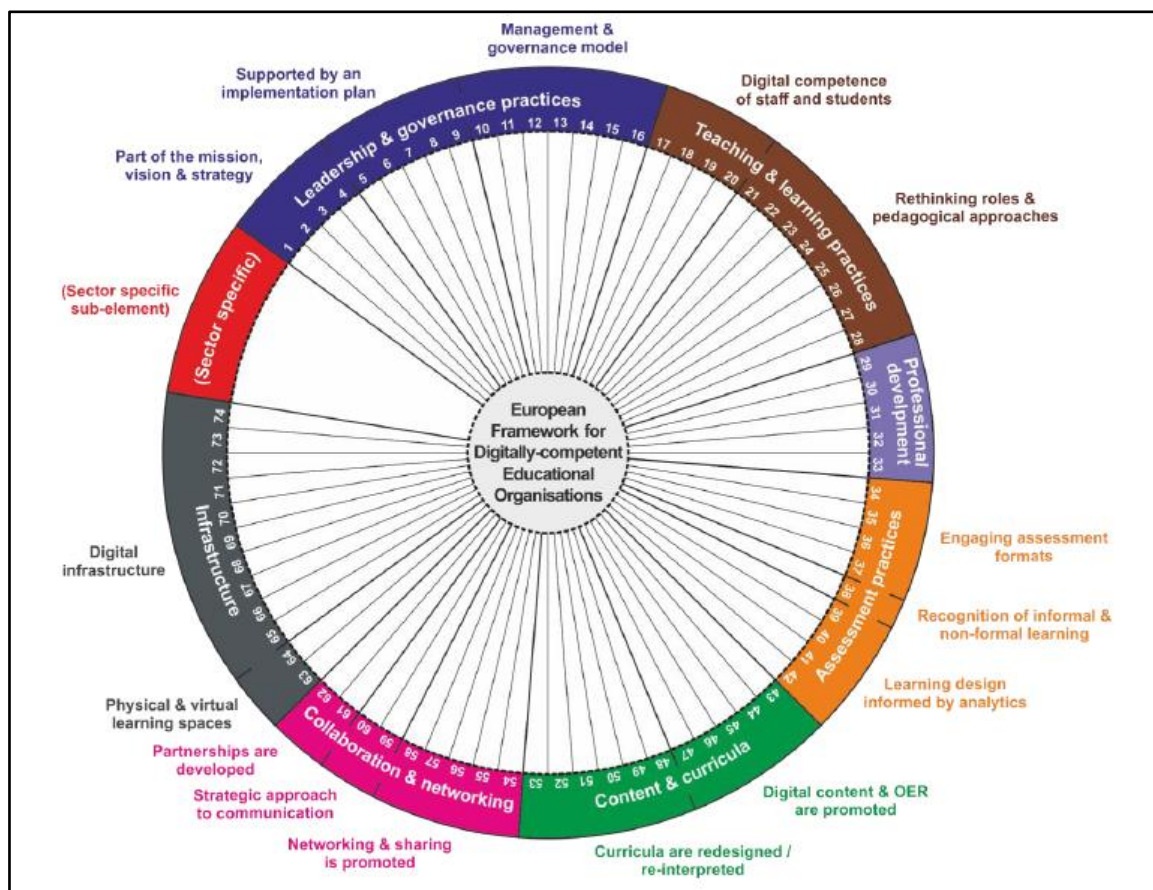 Management &
governance model
Supported by an
implementation plan
Part of the mission,
vision & strategy
Leadership & governance practices
1
2
3
4
5
6
7
8
9
10
11
12
13
14
15
16
Digital competence
of staff and students
Rethinking roles &
pedagogical approaches
Teaching & learning practices
17
18
19
20
21
22
23
24
25
26
27
28
Professional
develpment
29
30
31
32
33
Engaging assessment
formats
Recognition of informal &
non-formal learning
Learning design
informed by analytics
Assessment practices
34
35
36
37
38
39
40
41
42
Digital content & OER
are promoted
Curricula are redesigned /
re-interpreted
Content & curricula
43
44
45
46
47
48
49
50
51
52
53
Networking & sharing
is promoted
Strategic approach
to communication
Partnerships are
developed
Collaboration & networking
54
55
56
57
58
59
60
61
62
Physical & virtual
learning spaces
Digital
infrastructure
Infrastructure
63
64
65
66
67
68
69
70
71
72
73
74
(Sector specific
sub-element)
(Sector specific)
European
Framework for
Digitally-competent
Educational
Organisations